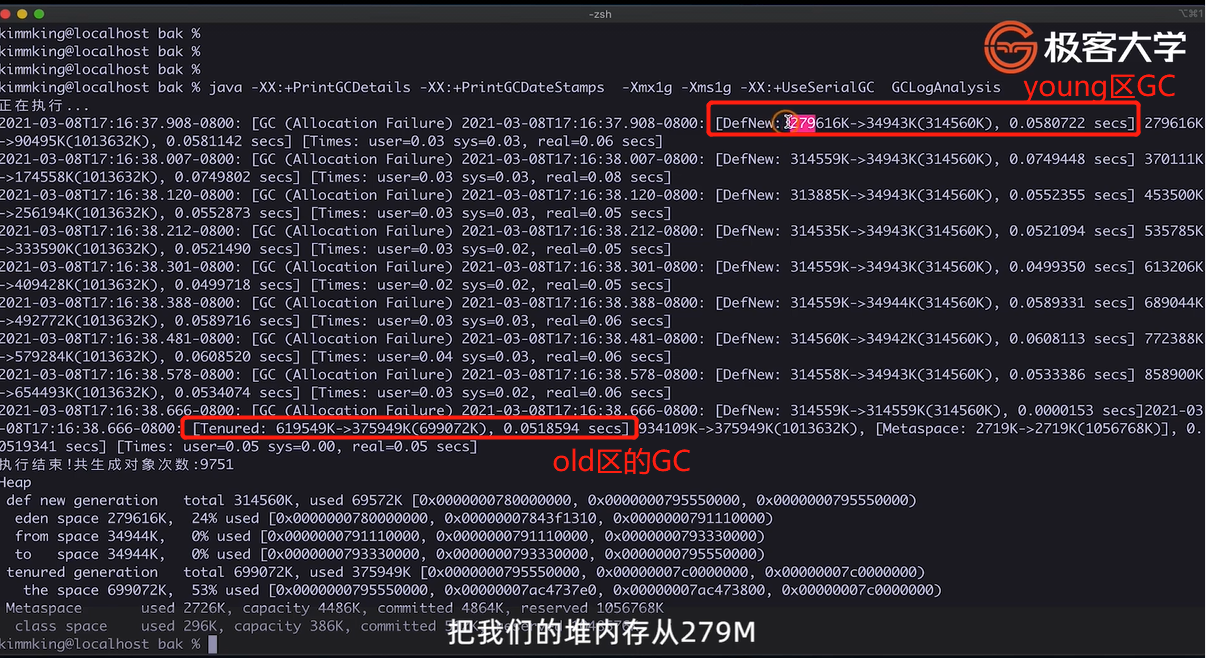 -zsh
⌥⌘1
kimmking@localhost bak %
kimmking@localhost bak %
kimmking@localhost bak %
极客大学
kimmking@localhost bak % java -XX:+PrintGCDetails -XX:+PrintGCDateStamps -Xmx1g -Xms1g -XX:+UseSerialGC GCLogAnalysis
young区GC
正在执行...
2021-03-08T17:16:37.908-0800: [GC (Allocation Failure) 2021-03-08T17:16:37.908-0800: [DefNew: 279616K->34943K(314560K), 0.0580722 secs] 279616K
->90495K(1013632K), 0.0581142 secs] [Times: user=0.03 sys=0.03, real=0.06 secs]
2021-03-08T17:16:38.007-0800: [GC (Allocation Failure) 2021-03-08T17:16:38.007-0800: [DefNew: 314559K->34943K(314560K), 0.0749448 secs] 370111K
->174558K(1013632K), 0.0749802 secs] [Times: user=0.03 sys=0.03, real=0.08 secs]
2021-03-08T17:16:38.120-0800: [GC (Allocation Failure) 2021-03-08T17:16:38.120-0800: [DefNew: 313885K->34943K(314560K), 0.0552355 secs] 453500K
->256194K(1013632K), 0.0552873 secs] [Times: user=0.03 sys=0.03, real=0.05 secs]
2021-03-08T17:16:38.212-0800: [GC (Allocation Failure) 2021-03-08T17:16:38.212-0800: [DefNew: 314535K->34943K(314560K), 0.0521094 secs] 535785K
->333590K(1013632K), 0.0521490 secs] [Times: user=0.03 sys=0.02, real=0.05 secs]
2021-03-08T17:16:38.301-0800: [GC (Allocation Failure) 2021-03-08T17:16:38.301-0800: [DefNew: 314559K->34943K(314560K), 0.0499350 secs] 613206K
->409428K(1013632K), 0.0499718 secs] [Times: user=0.02 sys=0.02, real=0.05 secs]
2021-03-08T17:16:38.388-0800: [GC (Allocation Failure) 2021-03-08T17:16:38.388-0800: [DefNew: 314559K->34944K(314560K), 0.0589331 secs] 689044K
->492772K(1013632K), 0.0589716 secs] [Times: user=0.03 sys=0.03, real=0.06 secs]
2021-03-08T17:16:38.481-0800: [GC (Allocation Failure) 2021-03-08T17:16:38.481-0800: [DefNew: 314560K->34942K(314560K), 0.0608113 secs] 772388K
->579284K(1013632K), 0.0608520 secs] [Times: user=0.04 sys=0.03, real=0.06 secs]
2021-03-08T17:16:38.578-0800: [GC (Allocation Failure) 2021-03-08T17:16:38.578-0800: [DefNew: 314558K->34943K(314560K), 0.0533386 secs] 858900K
->654493K(1013632K), 0.0534074 secs] [Times: user=0.03 sys=0.02, real=0.06 secs]
2021-03-08T17:16:38.666-0800: [GC (Allocation Failure) 2021-03-08T17:16:38.666-0800: [DefNew: 314559K->314559K(314560K), 0.0000153 secs]2021-03
-08T17:16:38.666-0800: [Tenured: 619549K->375949K(699072K), 0.0518594 secs] 934109K->375949K(1013632K), [Metaspace: 2719K->2719K(1056768K)], 0.
0519341 secs] [Times: user=0.05 sys=0.00, real=0.05 secs]
执行结束!共生成对象次数:9751
old区的GC
Heap
def new generation total 314560K, used 69572K [0x0000000780000000, 0x0000000795550000, 0x0000000795550000)
eden space 279616K, 24% used [0x0000000780000000, 0x00000007843f1310, 0x0000000791110000)
from space 34944K, 0% used [0x0000000791110000, 0x0000000791110000, 0x0000000793330000)
to space 34944K, 0% used [0x0000000793330000, 0x0000000793330000, 0x0000000795550000)
tenured generation total 699072K, used 375949K [0x0000000795550000, 0x00000007c0000000, 0x00000007c0000000)
the space 699072K, 53% used [0x0000000795550000, 0x00000007ac4737e0, 0x00000007ac473800, 0x00000007c0000000)
Metaspace used 2726K, capacity 4486K, committed 4864K, reserved 1056768K
class space used 296K, capacity 386K, committed
把我们的堆内存从279M
kimmking@localhost bak %